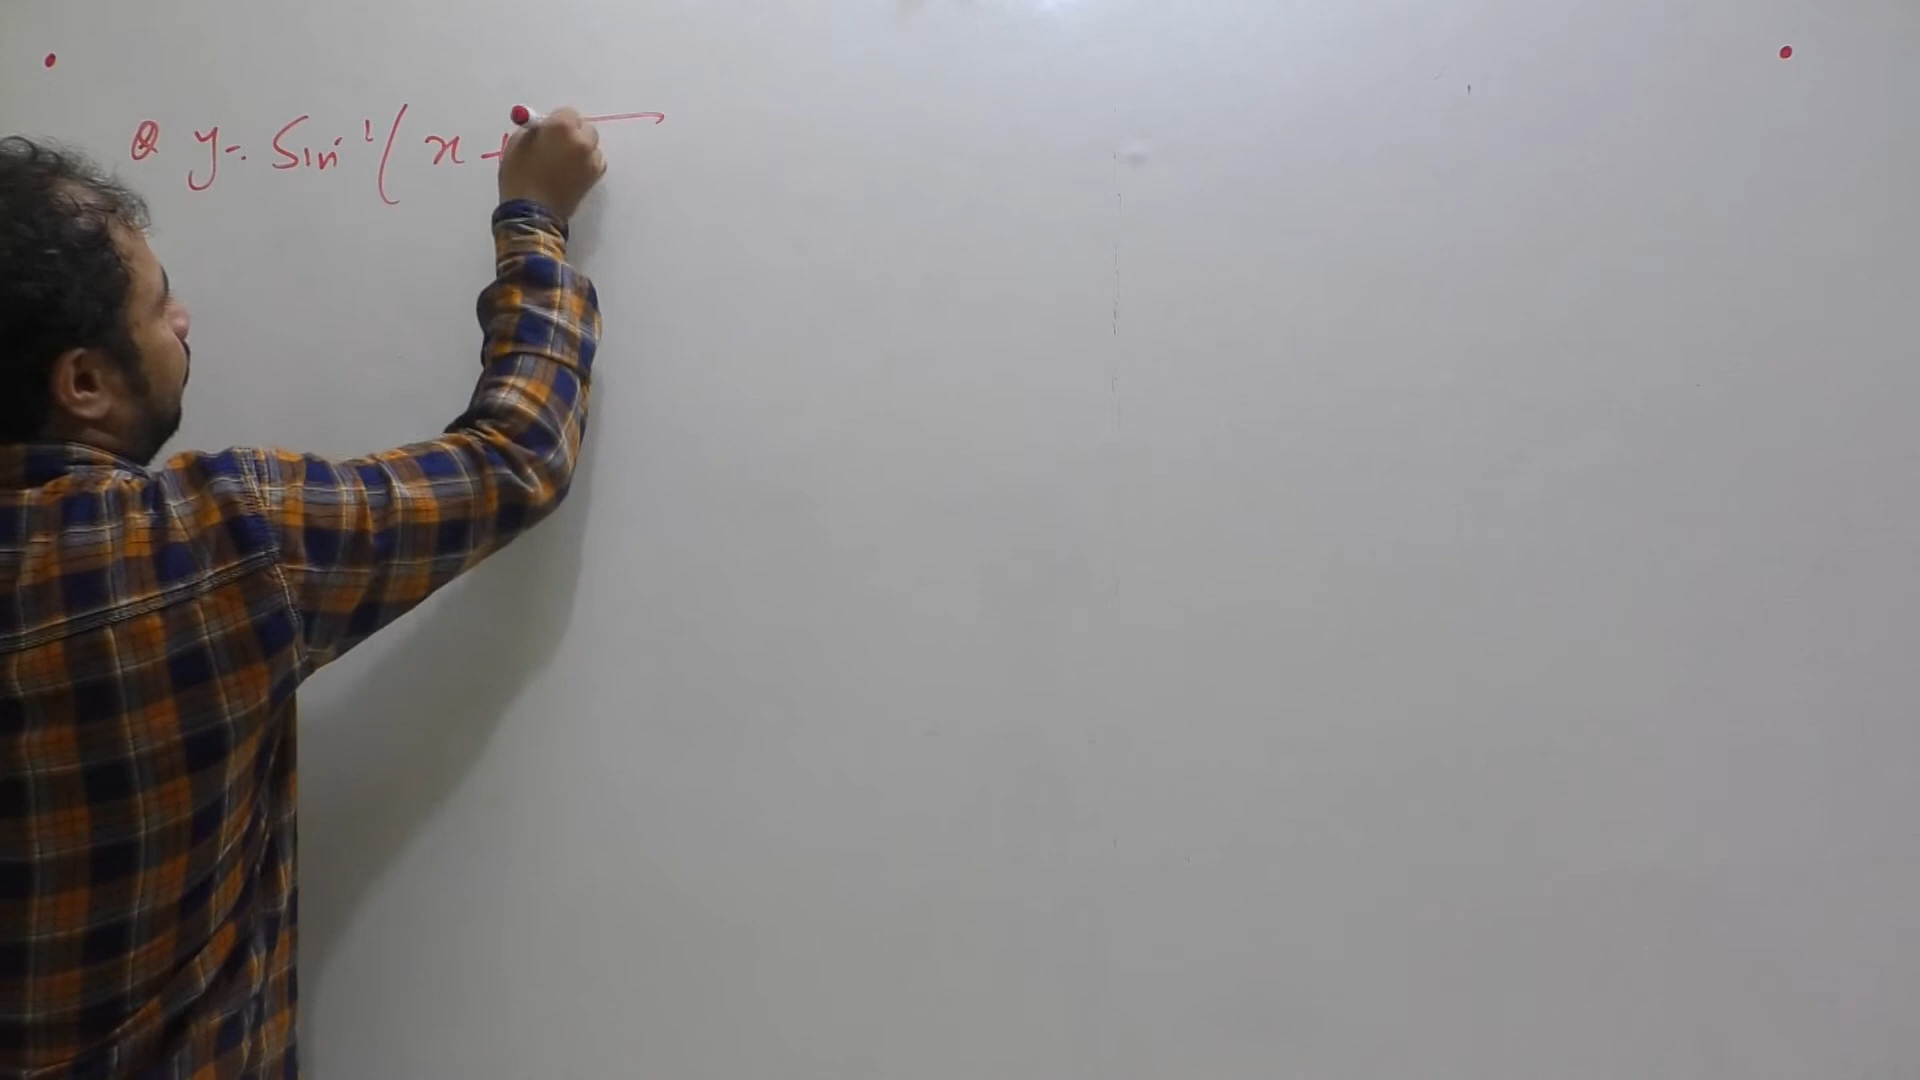 Q y = Sin⁻¹( x +